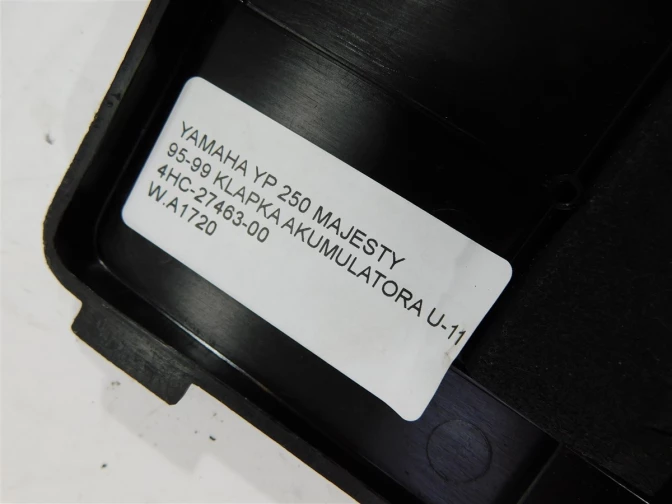 YAMAHA YP 250 MAJESTY
95-99 KLAPKA AKUMULATORA U-11
4HC-27463-00
W.A1720